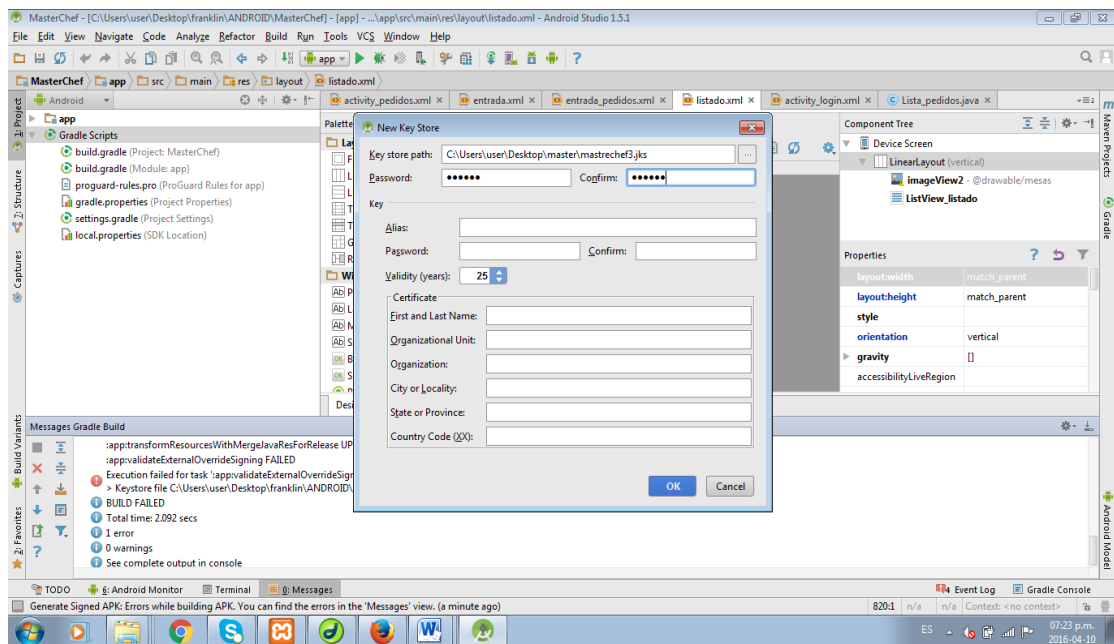 MasterChef - [C:\Users\user\Desktop\franklin\ANDROID\MasterChef] - [app] - ...\app\src\main\res\layout\listado.xml - Android Studio 1.5.1
File Edit View Navigate Code Analyze Refactor Build Run Tools VCS Window Help
app
MasterChef app src main res layout listado.xml
Android
activity_pedidos.xml entrada.xml entrada_pedidos.xml listado.xml activity_login.xml Lista_pedidos.java
1: Project
2: Structure
Captures
Build Variants
2: Favorites
app
Gradle Scripts
build.gradle (Project: MasterChef)
build.gradle (Module: app)
proguard-rules.pro (ProGuard Rules for app)
gradle.properties (Project Properties)
settings.gradle (Project Settings)
local.properties (SDK Location)
Palette
New Key Store
Key store path: C:\Users\user\Desktop\master\mastrechef3.jks ...
Password: •••••• Confirm: ••••••
Key
Alias:
Password: Confirm:
Validity (years): 25
Certificate
First and Last Name:
Organizational Unit:
Organization:
City or Locality:
State or Province:
Country Code (XX):
OK Cancel
Component Tree
Device Screen
LinearLayout (vertical)
imageView2 - @drawable/mesas
ListView_listado
Properties
layout:width match_parent
layout:height match_parent
style
orientation vertical
gravity []
accessibilityLiveRegion
Maven Projects
Gradle
Android Model
Messages Gradle Build
:app:transformResourcesWithMergeJavaResForRelease UP
:app:validateExternalOverrideSigning FAILED
Execution failed for task ':app:validateExternalOverrideSigr
> Keystore file C:\Users\user\Desktop\franklin\ANDROID\
BUILD FAILED
Total time: 2.092 secs
1 error
0 warnings
See complete output in console
TODO 6: Android Monitor Terminal 0: Messages 4 Event Log Gradle Console
Generate Signed APK: Errors while building APK. You can find the errors in the 'Messages' view. (a minute ago) 820:1 n/a n/a Context: <no context>
ES 07:23 p.m.
2016-04-10